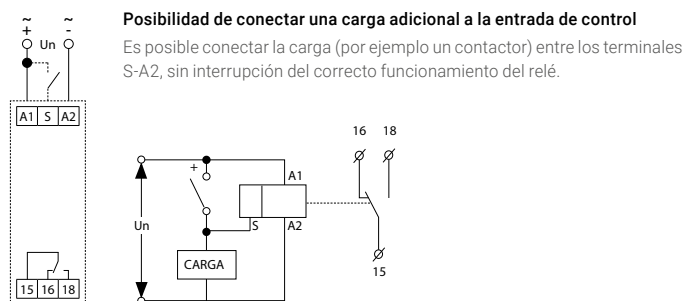 Posibilidad de conectar una carga adicional a la entrada de control
Es posible conectar la carga (por ejemplo un contactor) entre los terminales
S-A2, sin interrupción del correcto funcionamiento del relé.
~ ~
+ Un -
A1 S A2
15 16 18
16 18
+
A1
Un
S A2
CARGA
15